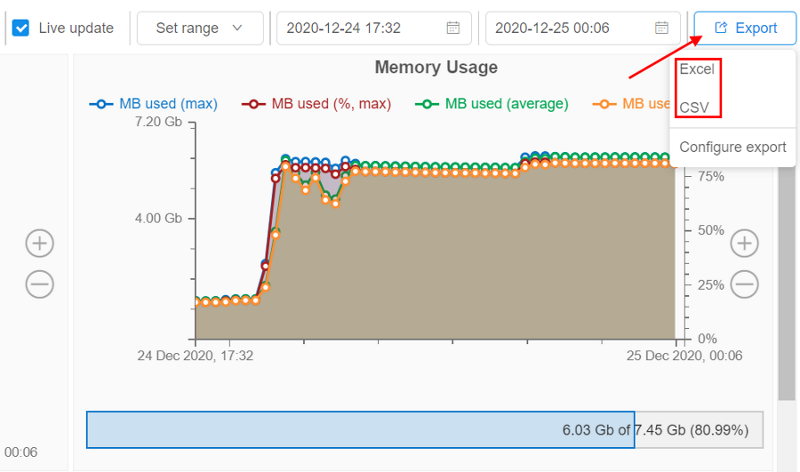 Live update
Set range
2020-12-24 17:32
2020-12-25 00:06
Export
Excel
CSV
Configure export
Memory Usage
MB used (max)
MB used (%, max)
MB used (average)
MB use
7.20 Gb
4.00 Gb
75%
50%
25%
0%
24 Dec 2020, 17:32
25 Dec 2020, 00:06
6.03 Gb of 7.45 Gb (80.99%)
00:06